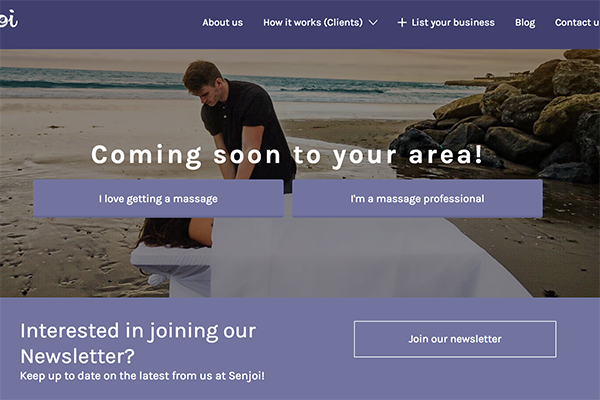 About us
How it works (Clients)
+ List your business
Blog
Contact u
Coming soon to your area!
I love getting a massage
I'm a massage professional
Interested in joining our
Newsletter?
Keep up to date on the latest from us at Senjoi!
Join our newsletter